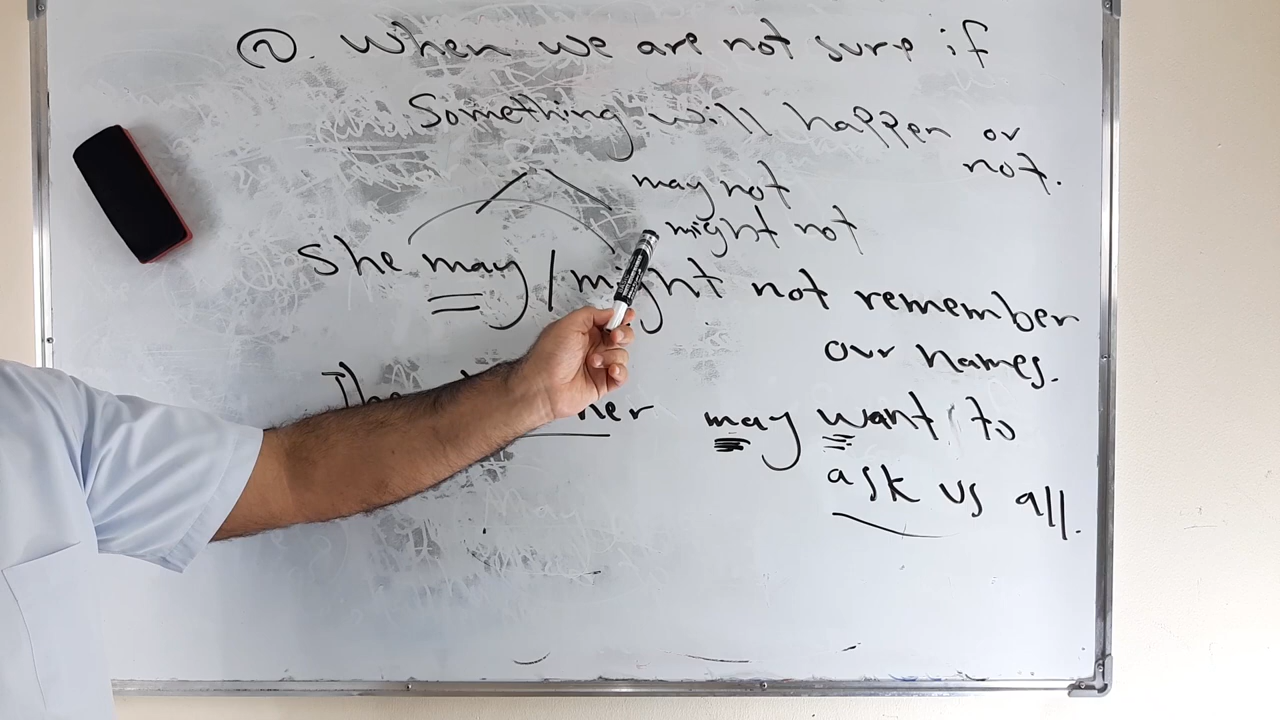 ②. When we are not sure if
Something will happen or
not.
may not
might not
She may / might not remember
our names.
may want to
ask us all.